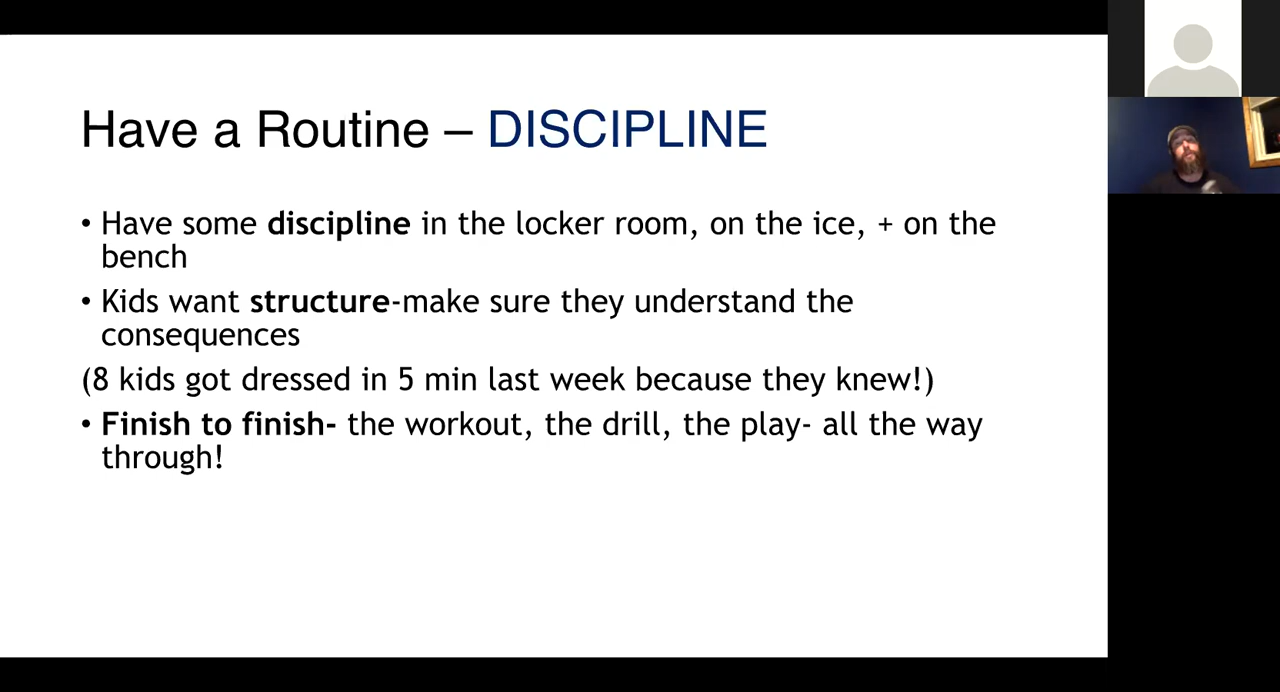 Have a Routine – DISCIPLINE
• Have some discipline in the locker room, on the ice, + on the
bench
• Kids want structure-make sure they understand the
consequences
(8 kids got dressed in 5 min last week because they knew!)
• Finish to finish- the workout, the drill, the play- all the way
through!